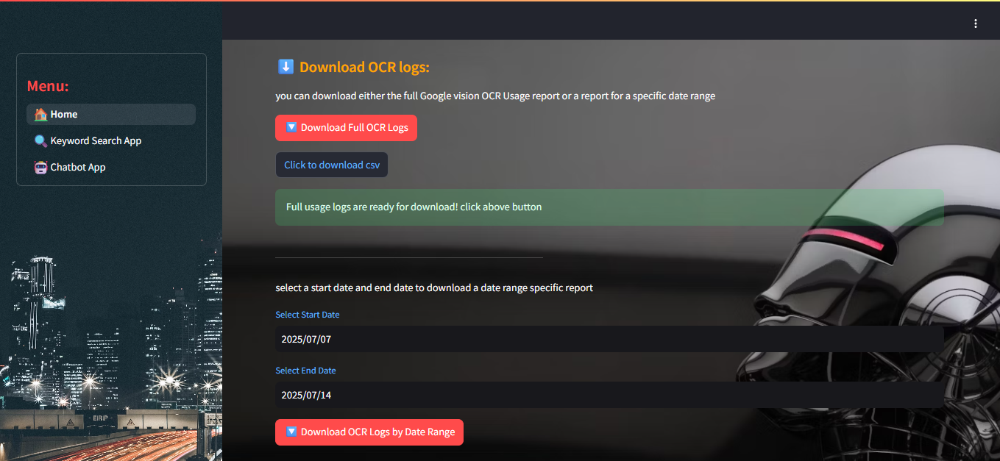 Menu:
Home
Keyword Search App
Chatbot App
Download OCR logs:
you can download either the full Google vision OCR Usage report or a report for a specific date range
Download Full OCR Logs
Click to download csv
Full usage logs are ready for download! click above button
select a start date and end date to download a date range specific report
Select Start Date
2025/07/07
Select End Date
2025/07/14
Download OCR Logs by Date Range